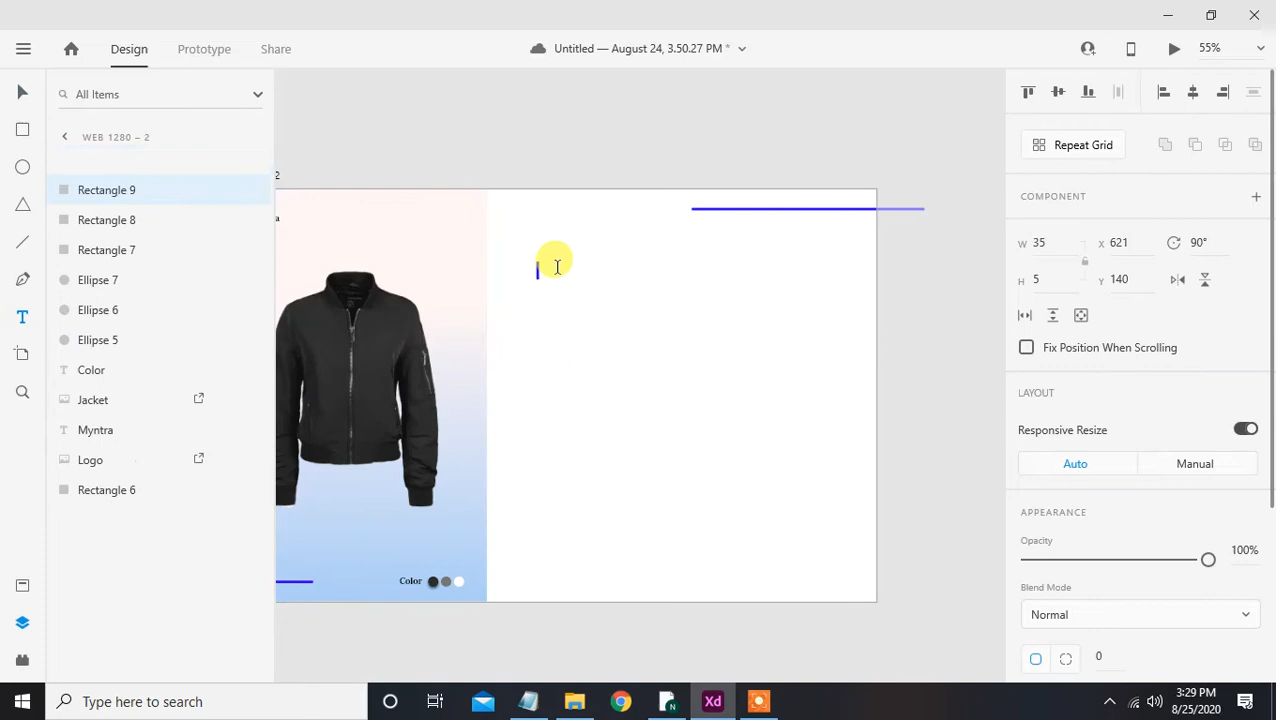 Design
Prototype
Share
Untitled — August 24, 3.50.27 PM *
55%
All Items
WEB 1280 – 2
Rectangle 9
Rectangle 8
Rectangle 7
Ellipse 7
Ellipse 6
Ellipse 5
Color
Jacket
Myntra
Logo
Rectangle 6
2
a
Color
Repeat Grid
COMPONENT
W 35 X 621 90°
H 5 Y 140
Fix Position When Scrolling
LAYOUT
Responsive Resize
Auto Manual
APPEARANCE
Opacity
100%
Blend Mode
Normal
0
Type here to search
N
Xd
3:29 PM
8/25/2020